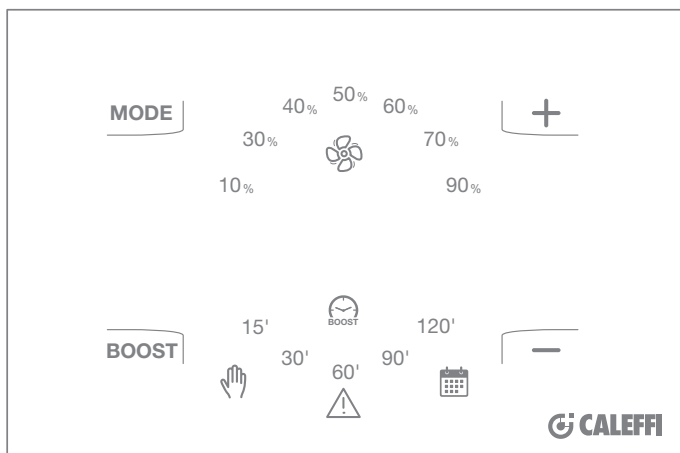 50%
40% 60%
MODE +
30% 70%
10% 90%
BOOST
15' 120'
BOOST −
30' 90'
60'
CALEFFI